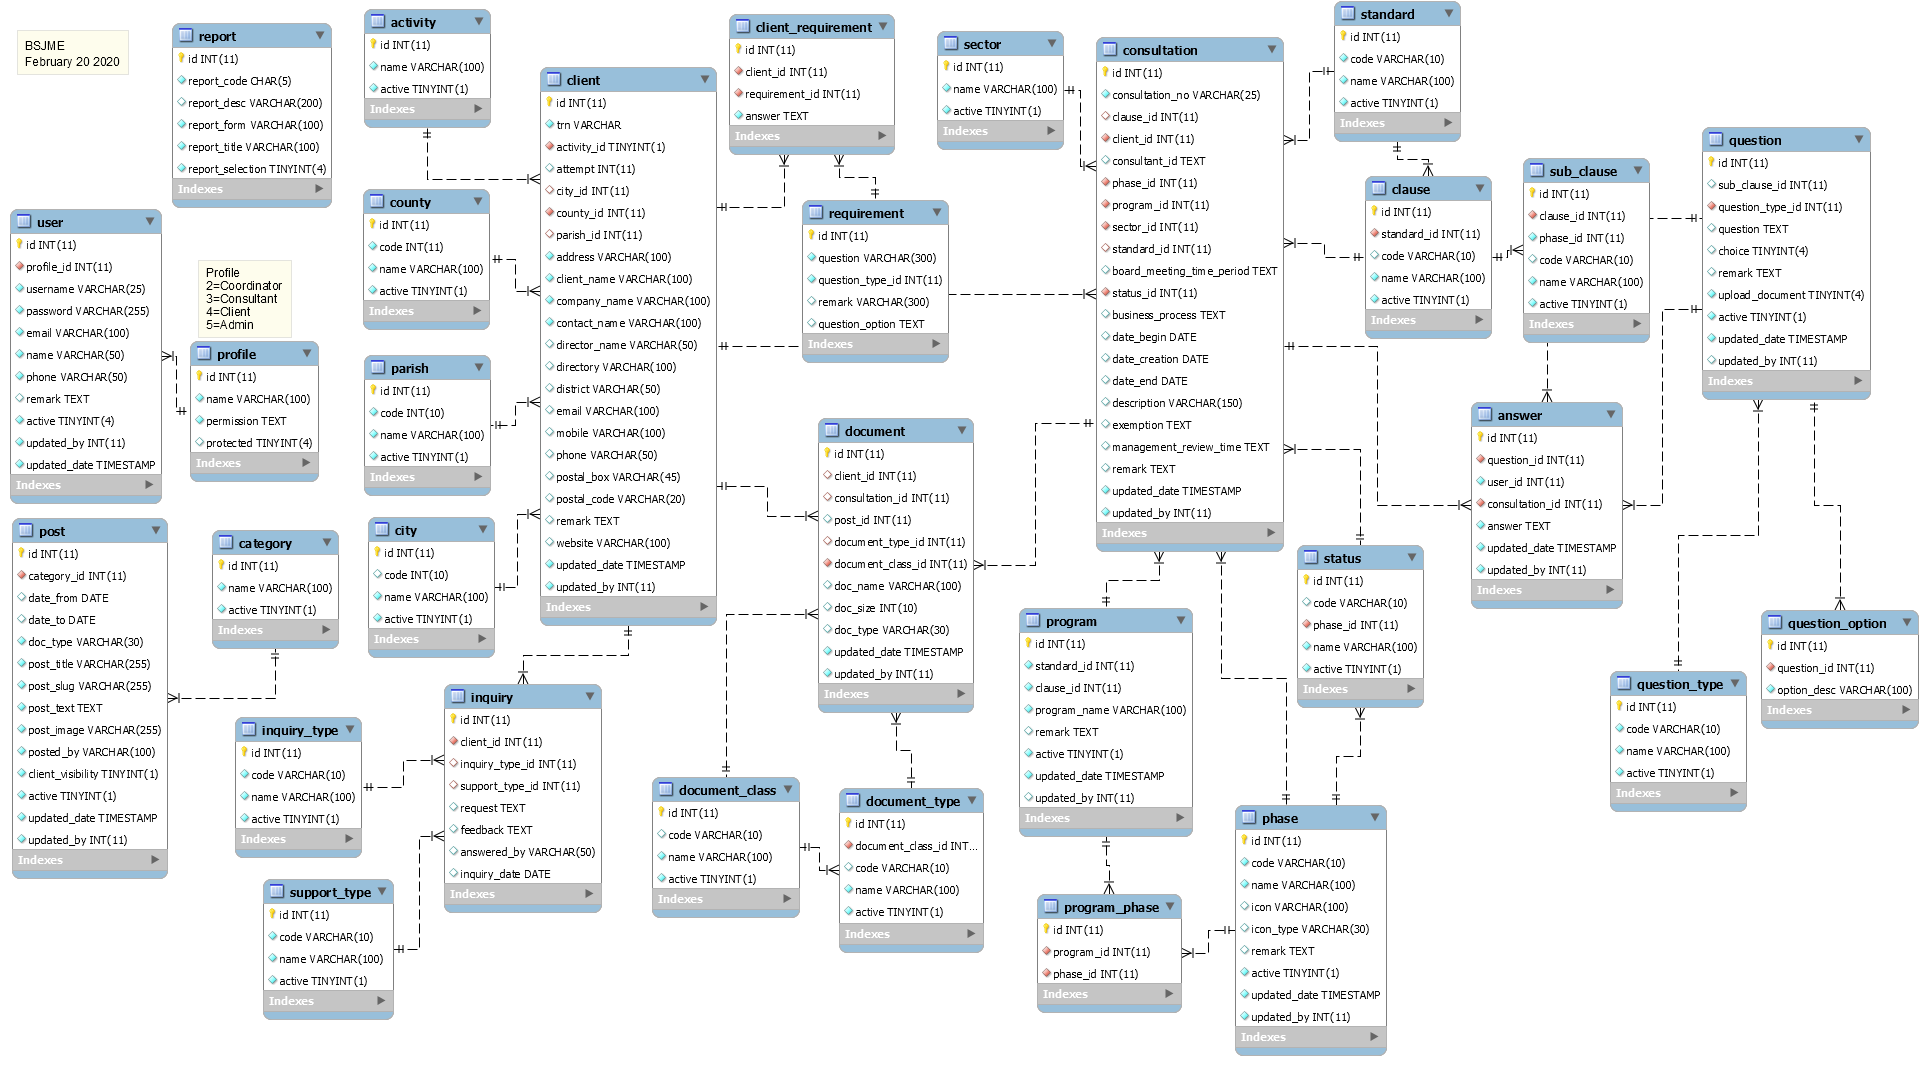 BSJME
February 20 2020
report
id INT(11)
report_code CHAR(5)
report_desc VARCHAR(200)
report_form VARCHAR(100)
report_title VARCHAR(100)
report_selection TINYINT(4)
Indexes
activity
id INT(11)
name VARCHAR(100)
active TINYINT(1)
Indexes
client
id INT(11)
trn VARCHAR
activity_id TINYINT(1)
attempt INT(11)
city_id INT(11)
county_id INT(11)
parish_id INT(11)
address VARCHAR(100)
client_name VARCHAR(100)
company_name VARCHAR(100)
contact_name VARCHAR(100)
director_name VARCHAR(50)
directory VARCHAR(100)
district VARCHAR(50)
email VARCHAR(100)
mobile VARCHAR(100)
phone VARCHAR(50)
postal_box VARCHAR(45)
postal_code VARCHAR(20)
remark TEXT
website VARCHAR(100)
updated_date TIMESTAMP
updated_by INT(11)
Indexes
client_requirement
id INT(11)
client_id INT(11)
requirement_id INT(11)
answer TEXT
Indexes
sector
id INT(11)
name VARCHAR(100)
active TINYINT(1)
Indexes
consultation
id INT(11)
consultation_no VARCHAR(25)
clause_id INT(11)
client_id INT(11)
consultant_id TEXT
phase_id INT(11)
program_id INT(11)
sector_id INT(11)
standard_id INT(11)
board_meeting_time_period TEXT
status_id INT(11)
business_process TEXT
date_begin DATE
date_creation DATE
date_end DATE
description VARCHAR(150)
exemption TEXT
management_review_time TEXT
remark TEXT
updated_date TIMESTAMP
updated_by INT(11)
Indexes
standard
id INT(11)
code VARCHAR(10)
name VARCHAR(100)
active TINYINT(1)
Indexes
clause
id INT(11)
standard_id INT(11)
code VARCHAR(10)
name VARCHAR(100)
active TINYINT(1)
Indexes
sub_clause
id INT(11)
clause_id INT(11)
phase_id INT(11)
code VARCHAR(10)
name VARCHAR(100)
active TINYINT(1)
Indexes
question
id INT(11)
sub_clause_id INT(11)
question_type_id INT(11)
question TEXT
choice TINYINT(4)
remark TEXT
upload_document TINYINT(4)
active TINYINT(1)
updated_date TIMESTAMP
updated_by INT(11)
Indexes
user
id INT(11)
profile_id INT(11)
username VARCHAR(25)
password VARCHAR(255)
email VARCHAR(100)
name VARCHAR(50)
phone VARCHAR(50)
remark TEXT
active TINYINT(4)
updated_by INT(11)
updated_date TIMESTAMP
Indexes
Profile
2=Coordinator
3=Consultant
4=Client
5=Admin
profile
id INT(11)
name VARCHAR(100)
permission TEXT
protected TINYINT(4)
Indexes
county
id INT(11)
code INT(11)
name VARCHAR(100)
active TINYINT(1)
Indexes
parish
id INT(11)
code INT(10)
name VARCHAR(100)
active TINYINT(1)
Indexes
city
id INT(11)
code INT(10)
name VARCHAR(100)
active TINYINT(1)
Indexes
requirement
id INT(11)
question VARCHAR(300)
question_type_id INT(11)
remark VARCHAR(300)
question_option TEXT
Indexes
document
id INT(11)
client_id INT(11)
consultation_id INT(11)
post_id INT(11)
document_type_id INT(11)
document_class_id INT(11)
doc_name VARCHAR(100)
doc_size INT(10)
doc_type VARCHAR(30)
updated_date TIMESTAMP
updated_by INT(11)
Indexes
answer
id INT(11)
question_id INT(11)
user_id INT(11)
consultation_id INT(11)
answer TEXT
updated_date TIMESTAMP
updated_by INT(11)
Indexes
post
id INT(11)
category_id INT(11)
date_from DATE
date_to DATE
doc_type VARCHAR(30)
post_title VARCHAR(255)
post_slug VARCHAR(255)
post_text TEXT
post_image VARCHAR(255)
posted_by VARCHAR(100)
client_visibility TINYINT(1)
active TINYINT(1)
updated_date TIMESTAMP
updated_by INT(11)
Indexes
category
id INT(11)
name VARCHAR(100)
active TINYINT(1)
Indexes
inquiry_type
id INT(11)
code VARCHAR(10)
name VARCHAR(100)
active TINYINT(1)
Indexes
support_type
id INT(11)
code VARCHAR(10)
name VARCHAR(100)
active TINYINT(1)
Indexes
inquiry
id INT(11)
client_id INT(11)
inquiry_type_id INT(11)
support_type_id INT(11)
request TEXT
feedback TEXT
answered_by VARCHAR(50)
inquiry_date DATE
Indexes
document_class
id INT(11)
code VARCHAR(10)
name VARCHAR(100)
active TINYINT(1)
Indexes
document_type
id INT(11)
document_class_id INT...
code VARCHAR(10)
name VARCHAR(100)
active TINYINT(1)
Indexes
program
id INT(11)
standard_id INT(11)
clause_id INT(11)
program_name VARCHAR(100)
remark TEXT
active TINYINT(1)
updated_date TIMESTAMP
updated_by INT(11)
Indexes
program_phase
id INT(11)
program_id INT(11)
phase_id INT(11)
Indexes
status
id INT(11)
code VARCHAR(10)
phase_id INT(11)
name VARCHAR(100)
active TINYINT(1)
Indexes
phase
id INT(11)
code VARCHAR(10)
name VARCHAR(100)
icon VARCHAR(100)
icon_type VARCHAR(30)
remark TEXT
active TINYINT(1)
updated_date TIMESTAMP
updated_by INT(11)
Indexes
question_type
id INT(11)
code VARCHAR(10)
name VARCHAR(100)
active TINYINT(1)
Indexes
question_option
id INT(11)
question_id INT(11)
option_desc VARCHAR(100)
Indexes